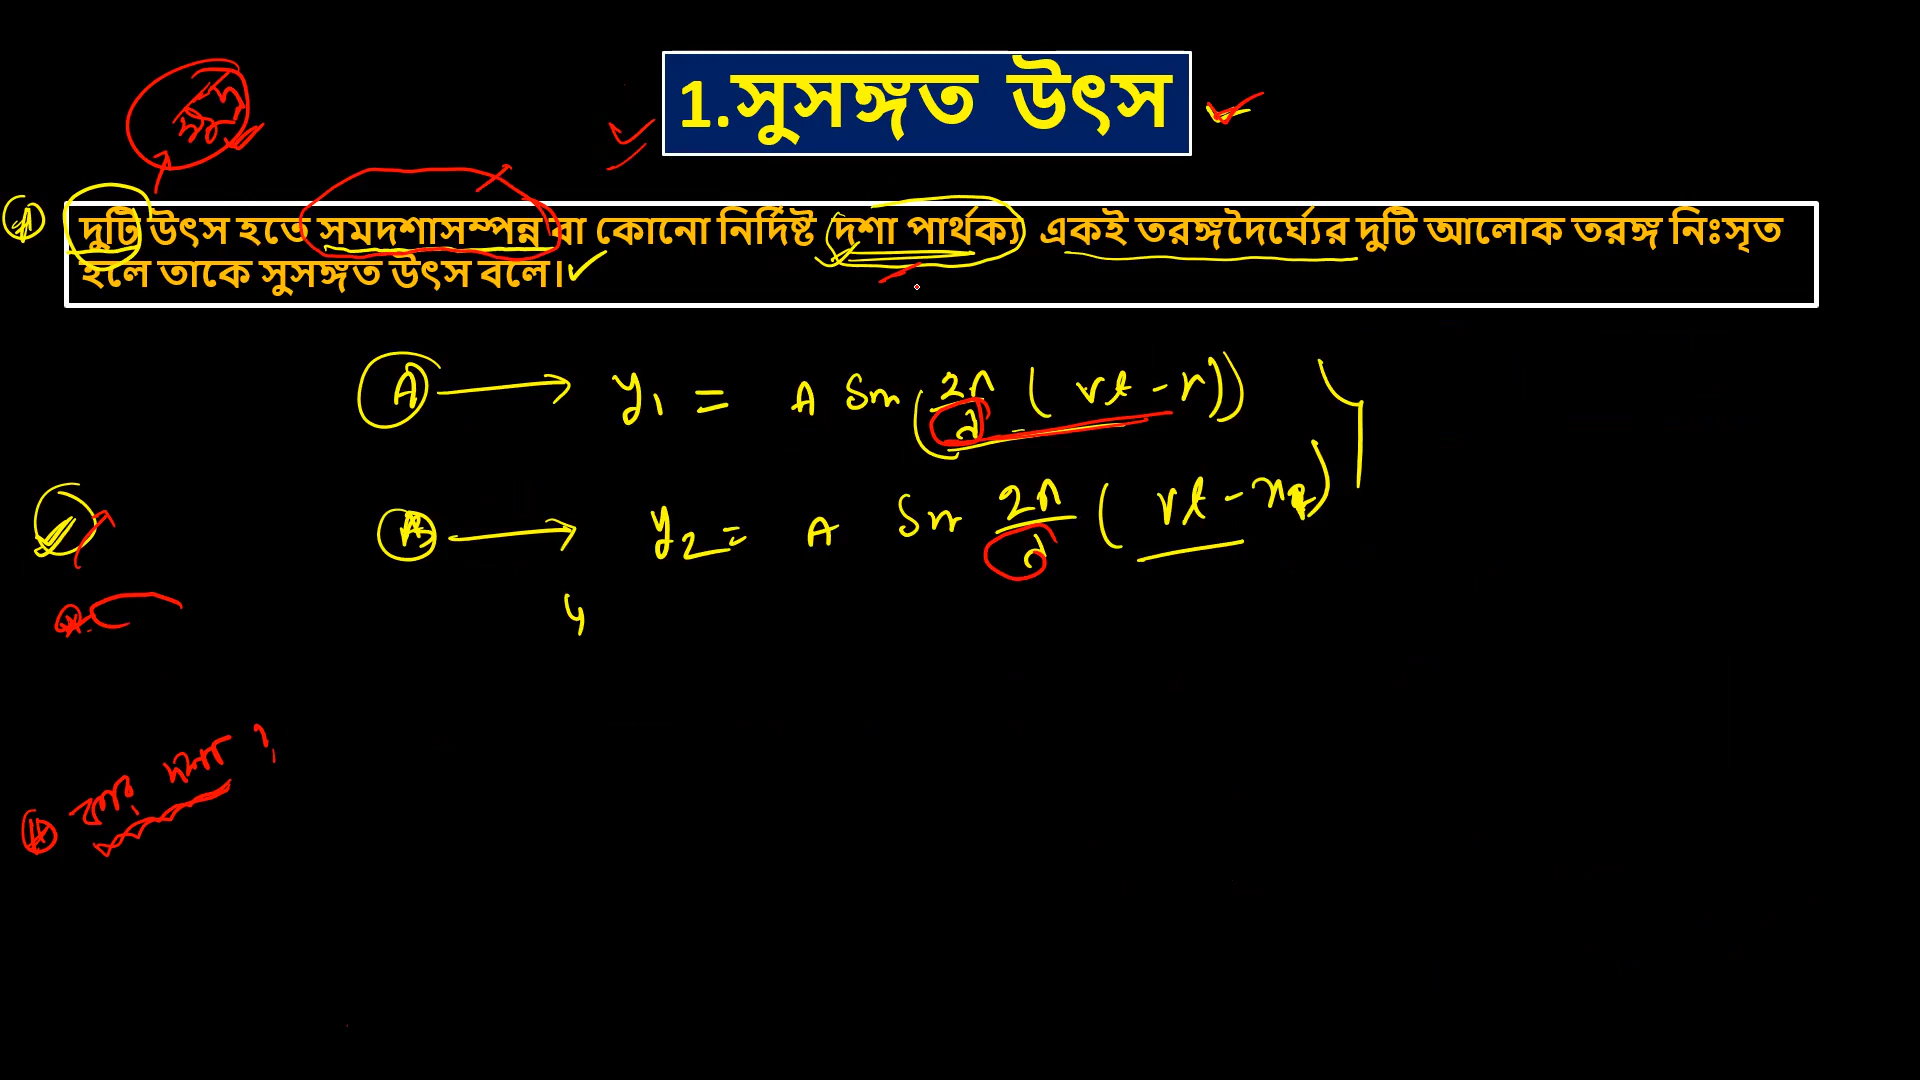 1.সুসঙ্গত উৎস
দুটি উৎস হতে সমদশাসম্পন্ন বা কোনো নির্দিষ্ট দশা পার্থক্য একই তরঙ্গদৈর্ঘ্যের দুটি আলোক তরঙ্গ নিঃসৃত
হলে তাকে সুসঙ্গত উৎস বলে।
A → y₁ = A Sin (2π/λ (vt - x))
→ y₂ = A Sin 2π/λ (vt - x₂)